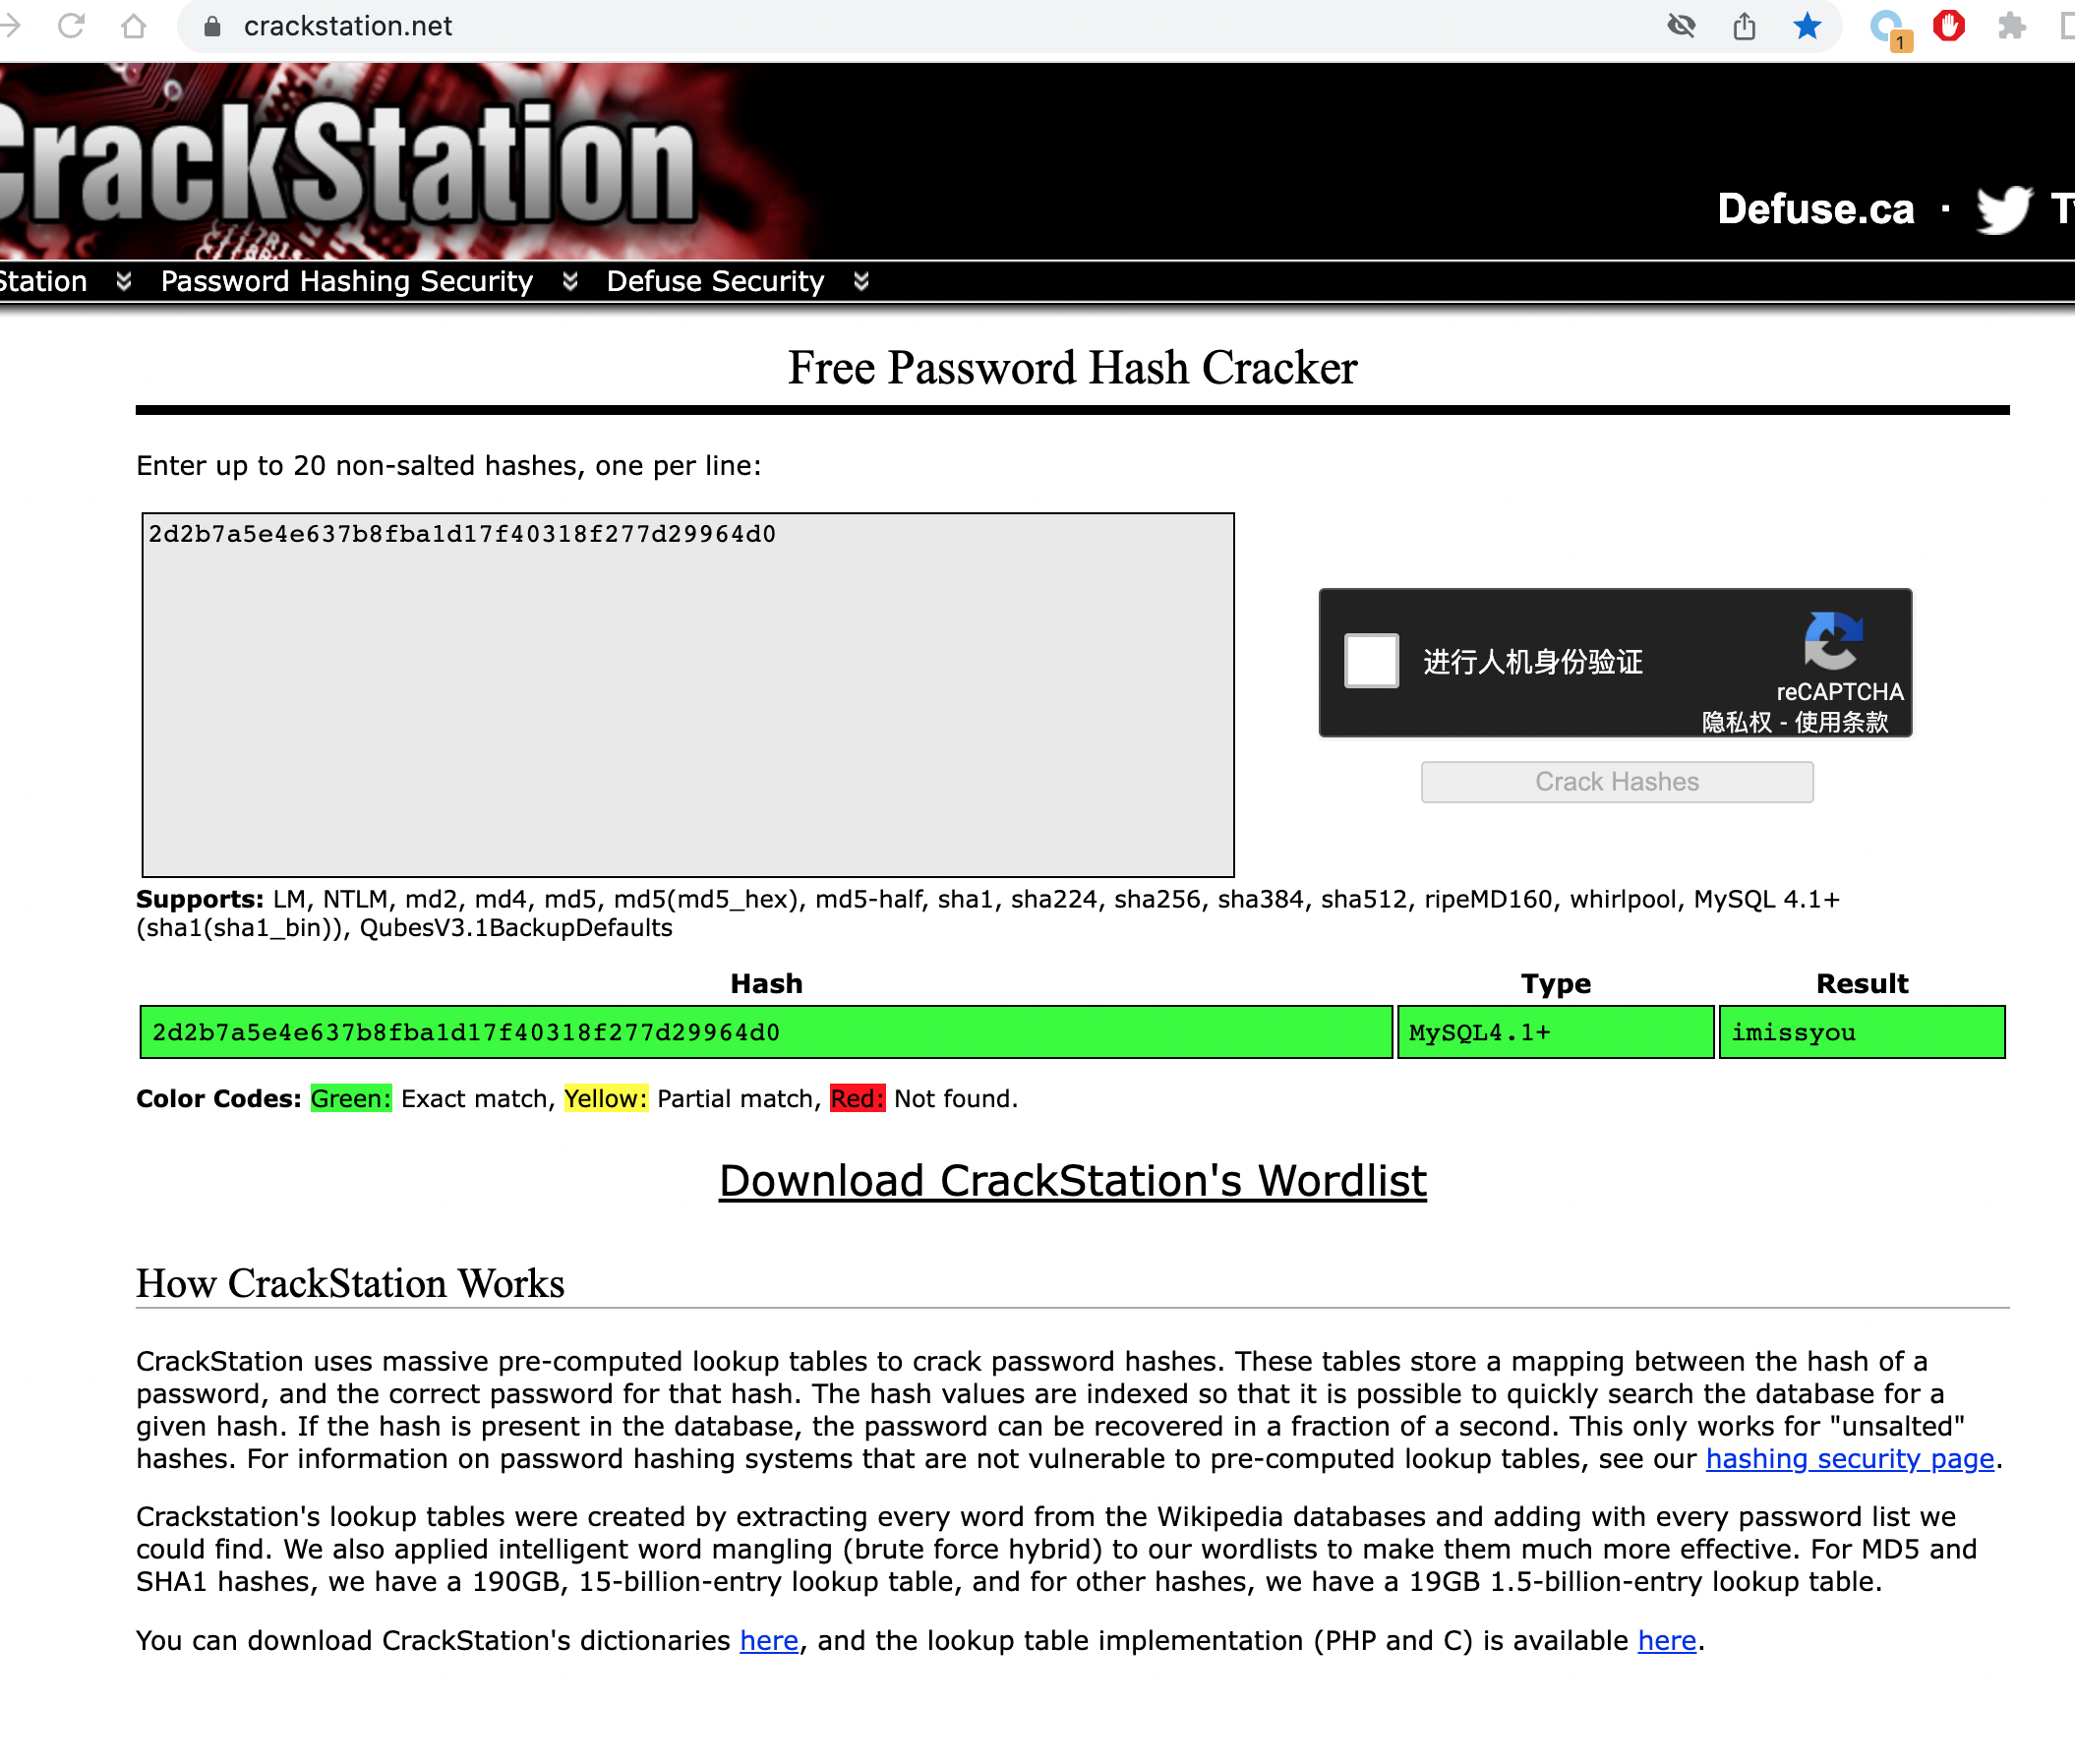 crackstation.net
1
CrackStation
Defuse.ca ·
Station Password Hashing Security Defuse Security
Free Password Hash Cracker
Enter up to 20 non-salted hashes, one per line:
2d2b7a5e4e637b8fba1d17f40318f277d29964d0
进行人机身份验证
reCAPTCHA
隐私权 - 使用条款
Crack Hashes
Supports: LM, NTLM, md2, md4, md5, md5(md5_hex), md5-half, sha1, sha224, sha256, sha384, sha512, ripeMD160, whirlpool, MySQL 4.1+
(sha1(sha1_bin)), QubesV3.1BackupDefaults
Hash Type Result
2d2b7a5e4e637b8fba1d17f40318f277d29964d0 MySQL4.1+ imissyou
Color Codes: Green: Exact match, Yellow: Partial match, Red: Not found.
Download CrackStation's Wordlist
How CrackStation Works
CrackStation uses massive pre-computed lookup tables to crack password hashes. These tables store a mapping between the hash of a
password, and the correct password for that hash. The hash values are indexed so that it is possible to quickly search the database for a
given hash. If the hash is present in the database, the password can be recovered in a fraction of a second. This only works for "unsalted"
hashes. For information on password hashing systems that are not vulnerable to pre-computed lookup tables, see our hashing security page.
Crackstation's lookup tables were created by extracting every word from the Wikipedia databases and adding with every password list we
could find. We also applied intelligent word mangling (brute force hybrid) to our wordlists to make them much more effective. For MD5 and
SHA1 hashes, we have a 190GB, 15-billion-entry lookup table, and for other hashes, we have a 19GB 1.5-billion-entry lookup table.
You can download CrackStation's dictionaries here, and the lookup table implementation (PHP and C) is available here.